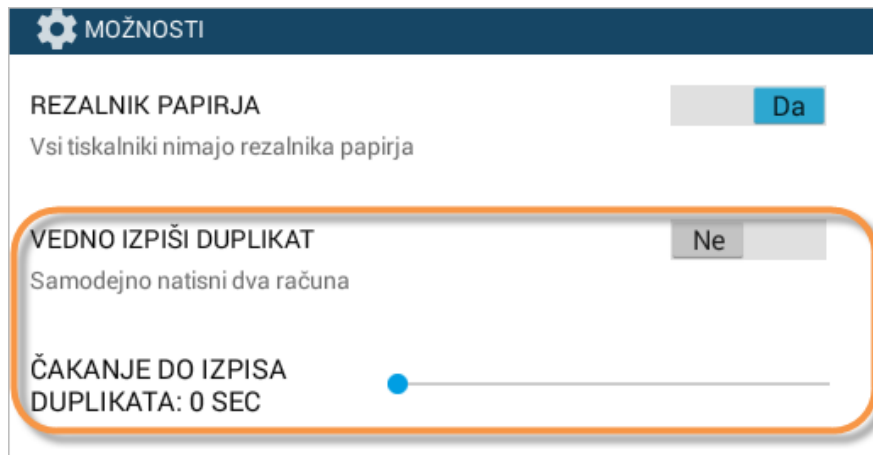 MOŽNOSTI
REZALNIK PAPIRJA
Da
Vsi tiskalniki nimajo rezalnika papirja
VEDNO IZPIŠI DUPLIKAT
Ne
Samodejno natisni dva računa
ČAKANJE DO IZPISA
DUPLIKATA: 0 SEC